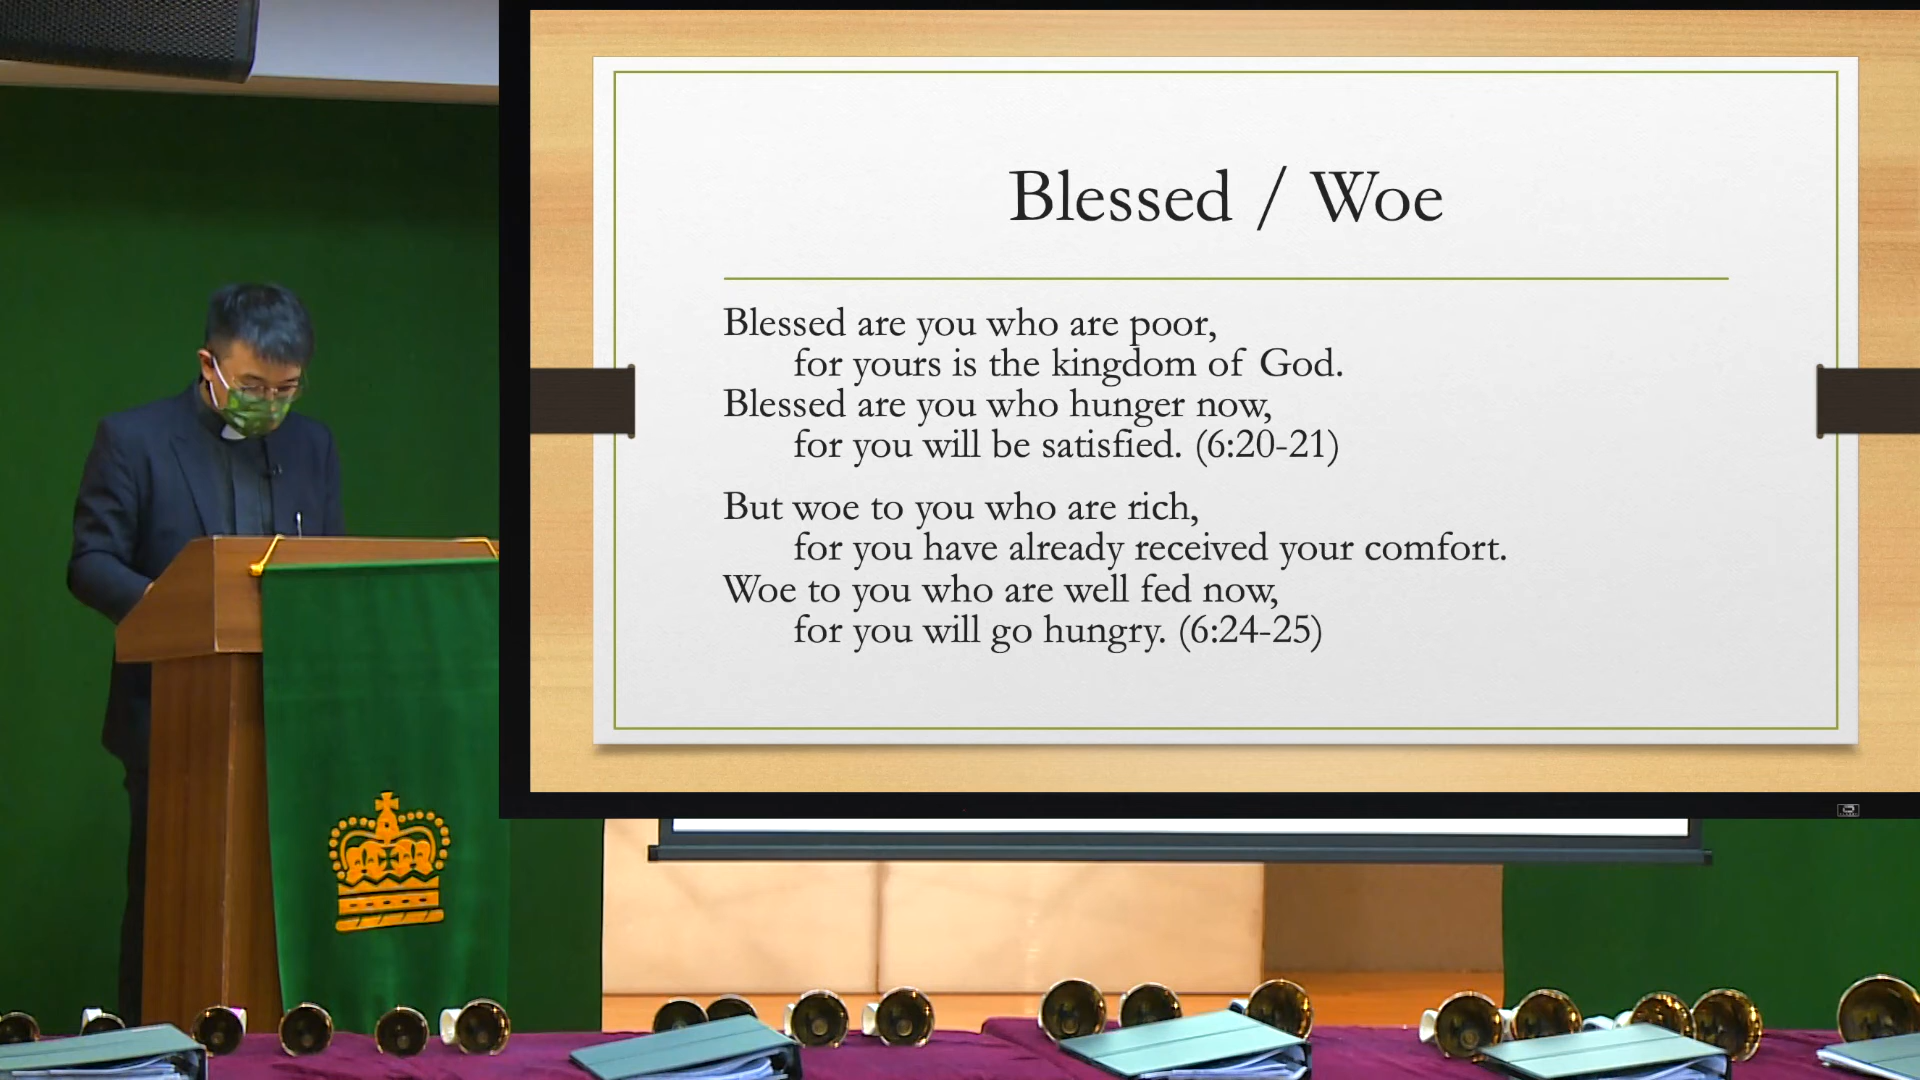 Blessed / Woe
Blessed are you who are poor,
for yours is the kingdom of God.
Blessed are you who hunger now,
for you will be satisfied. (6:20-21)
But woe to you who are rich,
for you have already received your comfort.
Woe to you who are well fed now,
for you will go hungry. (6:24-25)